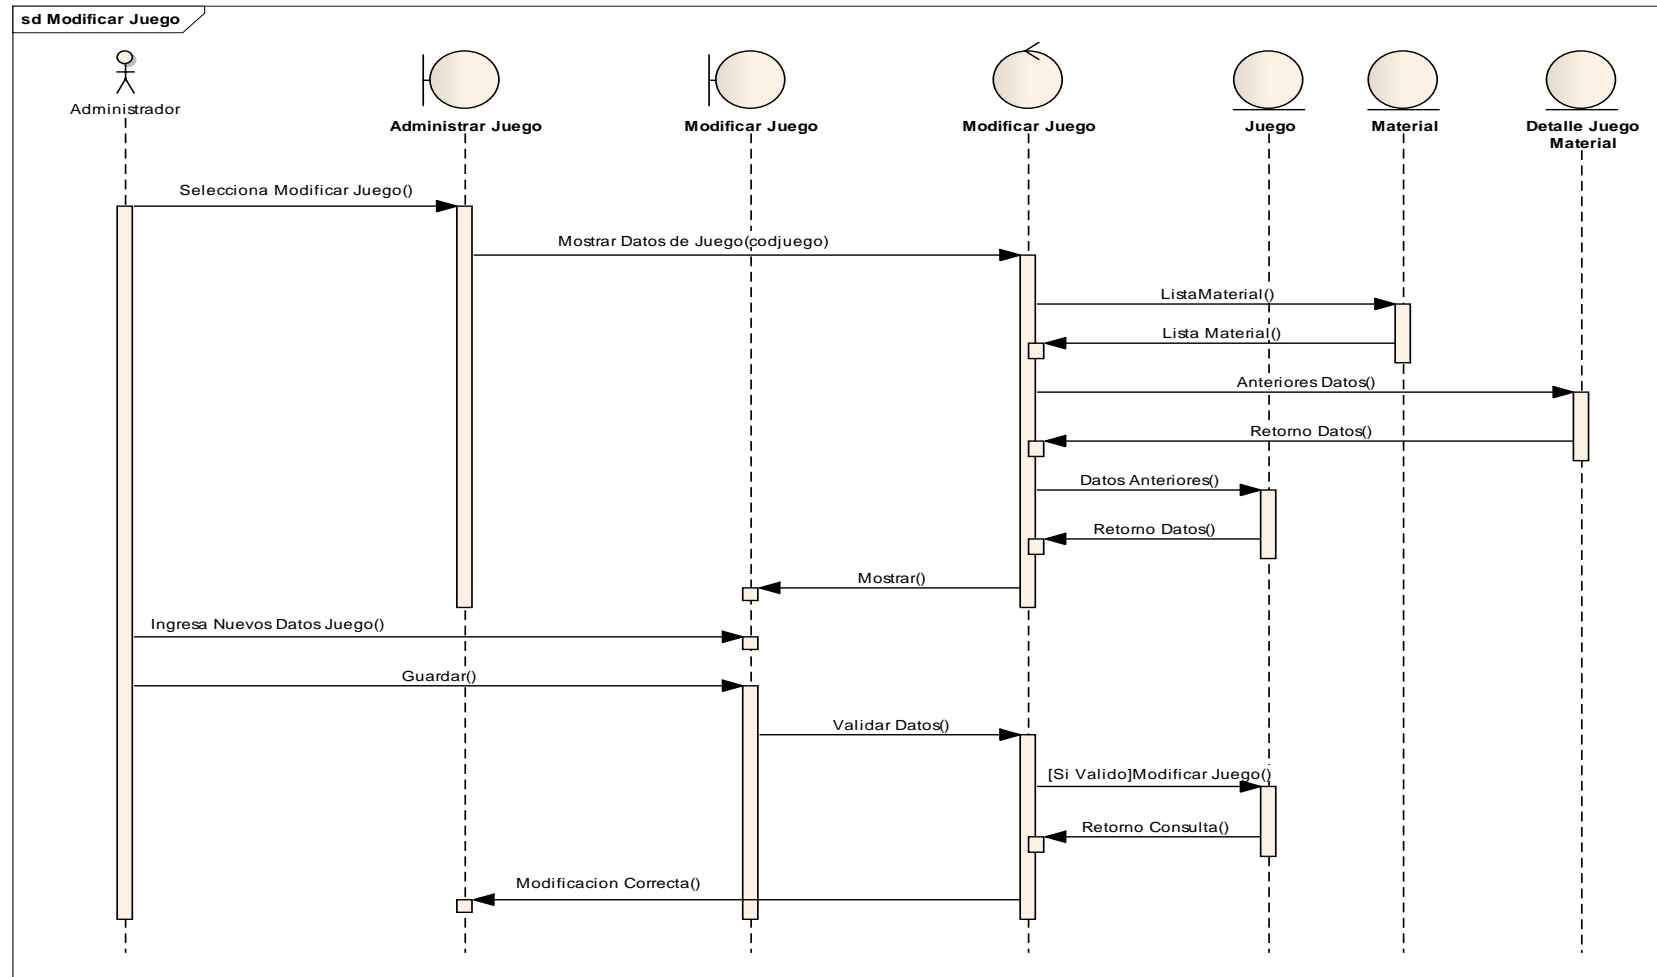 sd Modificar Juego
Administrador
Administrar Juego
Modificar Juego
Modificar Juego
Juego
Material
Detalle Juego
Material
Selecciona Modificar Juego()
Mostrar Datos de Juego(codjuego)
ListaMaterial()
Lista Material()
Anteriores Datos()
Retorno Datos()
Datos Anteriores()
Retorno Datos()
Mostrar()
Ingresa Nuevos Datos Juego()
Guardar()
Validar Datos()
[Si Valido]Modificar Juego()
Retorno Consulta()
Modificacion Correcta()